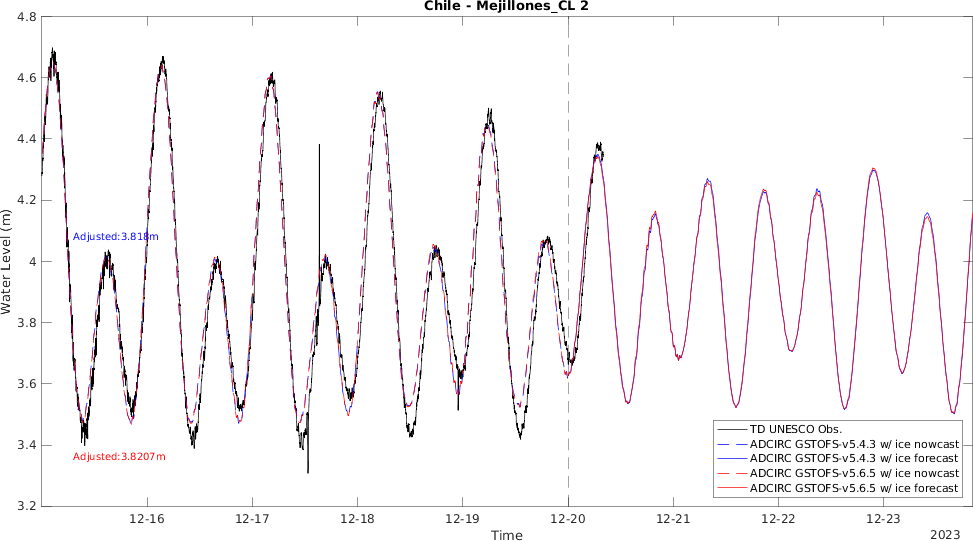 Chile - Mejillones_CL 2
4.8
4.6
4.4
4.2
4
3.8
3.6
3.4
3.2
Water Level (m)
Adjusted:3.818m
Adjusted:3.8207m
TD UNESCO Obs.
ADCIRC GSTOFS-v5.4.3 w/ ice nowcast
ADCIRC GSTOFS-v5.4.3 w/ ice forecast
ADCIRC GSTOFS-v5.6.5 w/ ice nowcast
ADCIRC GSTOFS-v5.6.5 w/ ice forecast
12-16 12-17 12-18 12-19 12-20 12-21 12-22 12-23
Time
2023